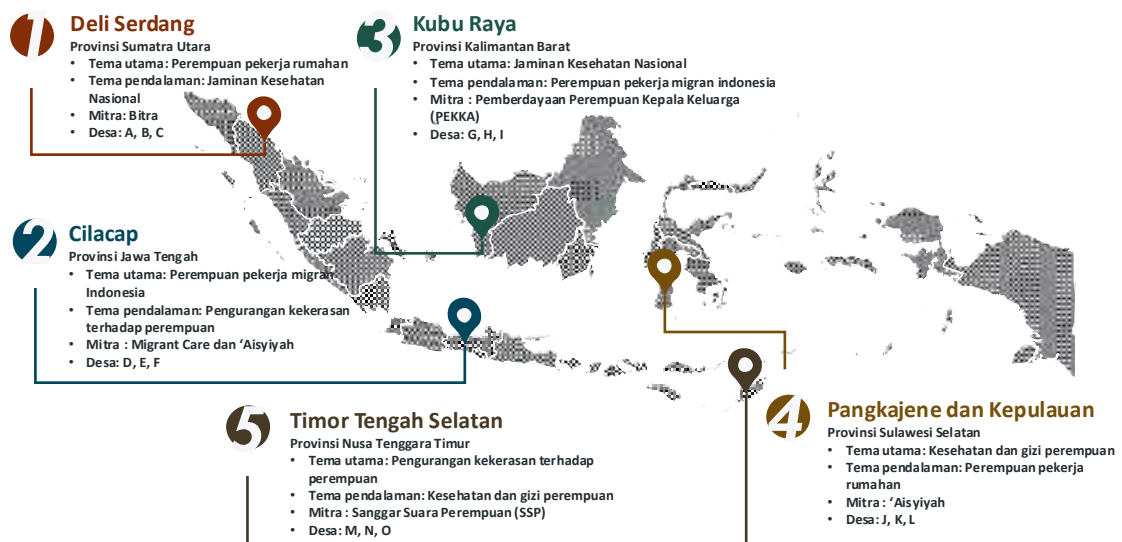 1
Deli Serdang
Provinsi Sumatra Utara
• Tema utama: Perempuan pekerja rumahan
• Tema pendalaman: Jaminan Kesehatan
Nasional
• Mitra: Bitra
• Desa: A, B, C
3
Kubu Raya
Provinsi Kalimantan Barat
• Tema utama: Jaminan Kesehatan Nasional
• Tema pendalaman: Perempuan pekerja migran indonesia
• Mitra : Pemberdayaan Perempuan Kepala Keluarga
(PEKKA)
• Desa: G, H, I
2
Cilacap
Provinsi Jawa Tengah
• Tema utama: Perempuan pekerja migran
Indonesia
• Tema pendalaman: Pengurangan kekerasan
terhadap perempuan
• Mitra : Migrant Care dan ‘Aisyiyah
• Desa: D, E, F
5
Timor Tengah Selatan
Provinsi Nusa Tenggara Timur
• Tema utama: Pengurangan kekerasan terhadap
perempuan
• Tema pendalaman: Kesehatan dan gizi perempuan
• Mitra : Sanggar Suara Perempuan (SSP)
• Desa: M, N, O
4
Pangkajene dan Kepulauan
Provinsi Sulawesi Selatan
• Tema utama: Kesehatan dan gizi perempuan
• Tema pendalaman: Perempuan pekerja
rumahan
• Mitra : ‘Aisyiyah
• Desa: J, K, L